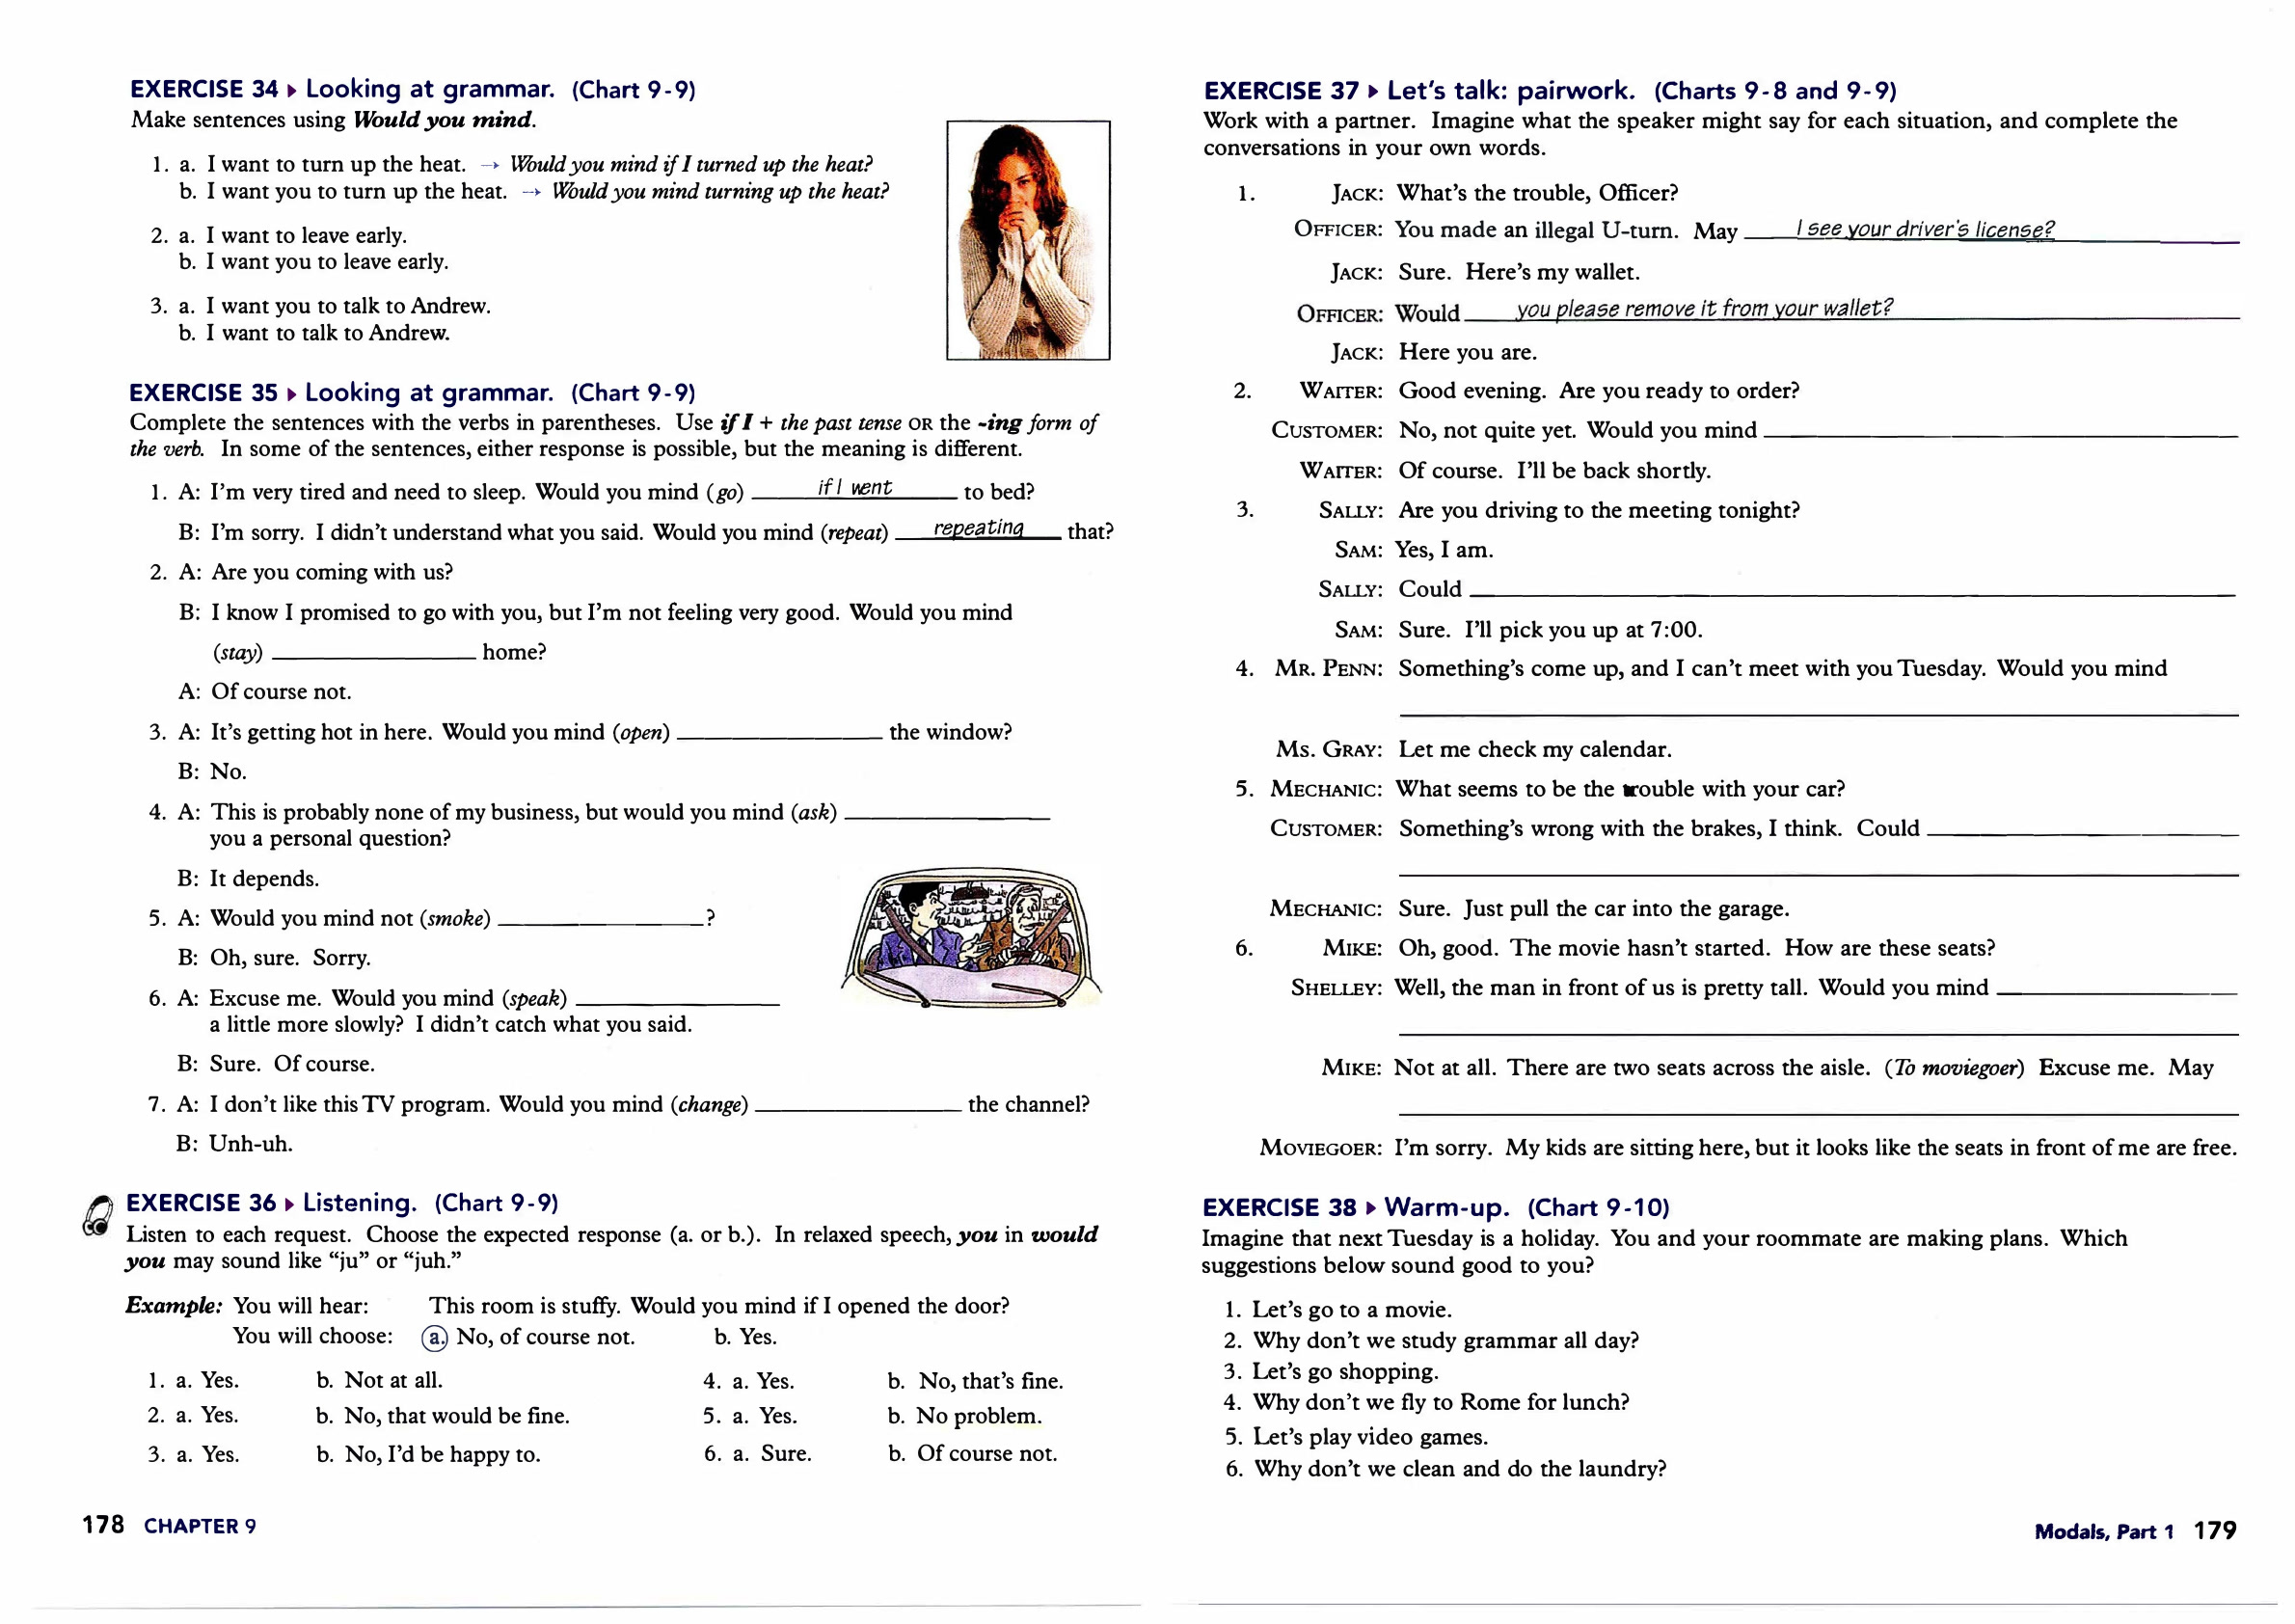 EXERCISE 34 ▸ Looking at grammar. (Chart 9-9)
Make sentences using Would you mind.
1. a. I want to turn up the heat. → Would you mind if I turned up the heat?
b. I want you to turn up the heat. → Would you mind turning up the heat?
2. a. I want to leave early.
b. I want you to leave early.
3. a. I want you to talk to Andrew.
b. I want to talk to Andrew.
EXERCISE 35 ▸ Looking at grammar. (Chart 9-9)
Complete the sentences with the verbs in parentheses. Use if I + the past tense OR the -ing form of
the verb. In some of the sentences, either response is possible, but the meaning is different.
1. A: I'm very tired and need to sleep. Would you mind (go) if I went to bed?
B: I'm sorry. I didn't understand what you said. Would you mind (repeat) repeating that?
2. A: Are you coming with us?
B: I know I promised to go with you, but I'm not feeling very good. Would you mind
(stay) ____ home?
A: Of course not.
3. A: It's getting hot in here. Would you mind (open) ____ the window?
B: No.
4. A: This is probably none of my business, but would you mind (ask) ____
you a personal question?
B: It depends.
5. A: Would you mind not (smoke) ____?
B: Oh, sure. Sorry.
6. A: Excuse me. Would you mind (speak) ____
a little more slowly? I didn't catch what you said.
B: Sure. Of course.
7. A: I don't like this TV program. Would you mind (change) ____ the channel?
B: Unh-uh.
EXERCISE 36 ▸ Listening. (Chart 9-9)
Listen to each request. Choose the expected response (a. or b.). In relaxed speech, you in would
you may sound like "ju" or "juh."
Example: You will hear: This room is stuffy. Would you mind if I opened the door?
You will choose: a. No, of course not. b. Yes.
1. a. Yes. b. Not at all.
2. a. Yes. b. No, that would be fine.
3. a. Yes. b. No, I'd be happy to.
4. a. Yes. b. No, that's fine.
5. a. Yes. b. No problem.
6. a. Sure. b. Of course not.
178 CHAPTER 9
EXERCISE 37 ▸ Let's talk: pairwork. (Charts 9-8 and 9-9)
Work with a partner. Imagine what the speaker might say for each situation, and complete the
conversations in your own words.
1. JACK: What's the trouble, Officer?
OFFICER: You made an illegal U-turn. May I see your driver's license?
JACK: Sure. Here's my wallet.
OFFICER: Would you please remove it from your wallet?
JACK: Here you are.
2. WAITER: Good evening. Are you ready to order?
CUSTOMER: No, not quite yet. Would you mind ____
WAITER: Of course. I'll be back shortly.
3. SALLY: Are you driving to the meeting tonight?
SAM: Yes, I am.
SALLY: Could ____
SAM: Sure. I'll pick you up at 7:00.
4. MR. PENN: Something's come up, and I can't meet with you Tuesday. Would you mind
____
MS. GRAY: Let me check my calendar.
5. MECHANIC: What seems to be the trouble with your car?
CUSTOMER: Something's wrong with the brakes, I think. Could ____
____
MECHANIC: Sure. Just pull the car into the garage.
6. MIKE: Oh, good. The movie hasn't started. How are these seats?
SHELLEY: Well, the man in front of us is pretty tall. Would you mind ____
____
MIKE: Not at all. There are two seats across the aisle. (To moviegoer) Excuse me. May
____
MOVIEGOER: I'm sorry. My kids are sitting here, but it looks like the seats in front of me are free.
EXERCISE 38 ▸ Warm-up. (Chart 9-10)
Imagine that next Tuesday is a holiday. You and your roommate are making plans. Which
suggestions below sound good to you?
1. Let's go to a movie.
2. Why don't we study grammar all day?
3. Let's go shopping.
4. Why don't we fly to Rome for lunch?
5. Let's play video games.
6. Why don't we clean and do the laundry?
Modals, Part 1 179